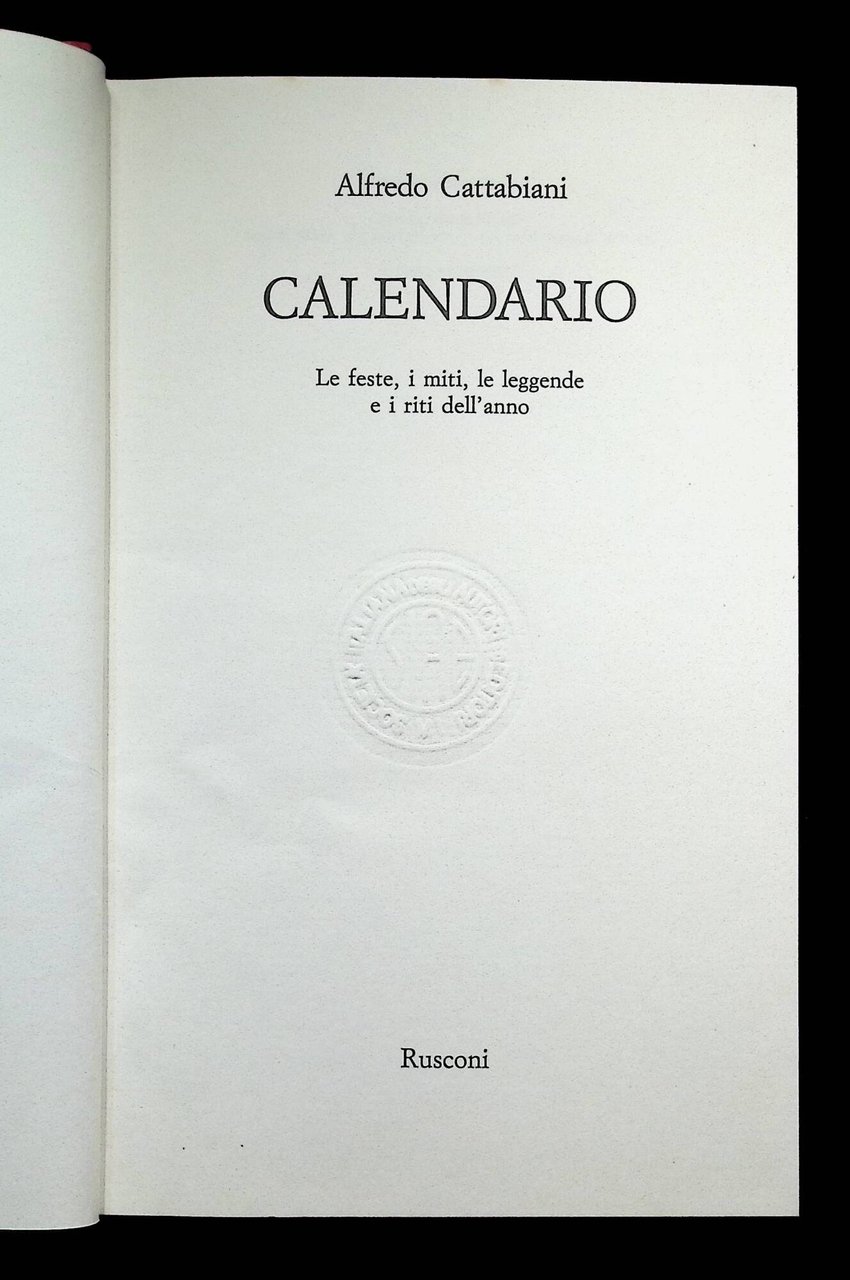 Alfredo Cattabiani
CALENDARIO
Le feste, i miti, le leggende
e i riti dell'anno
Rusconi